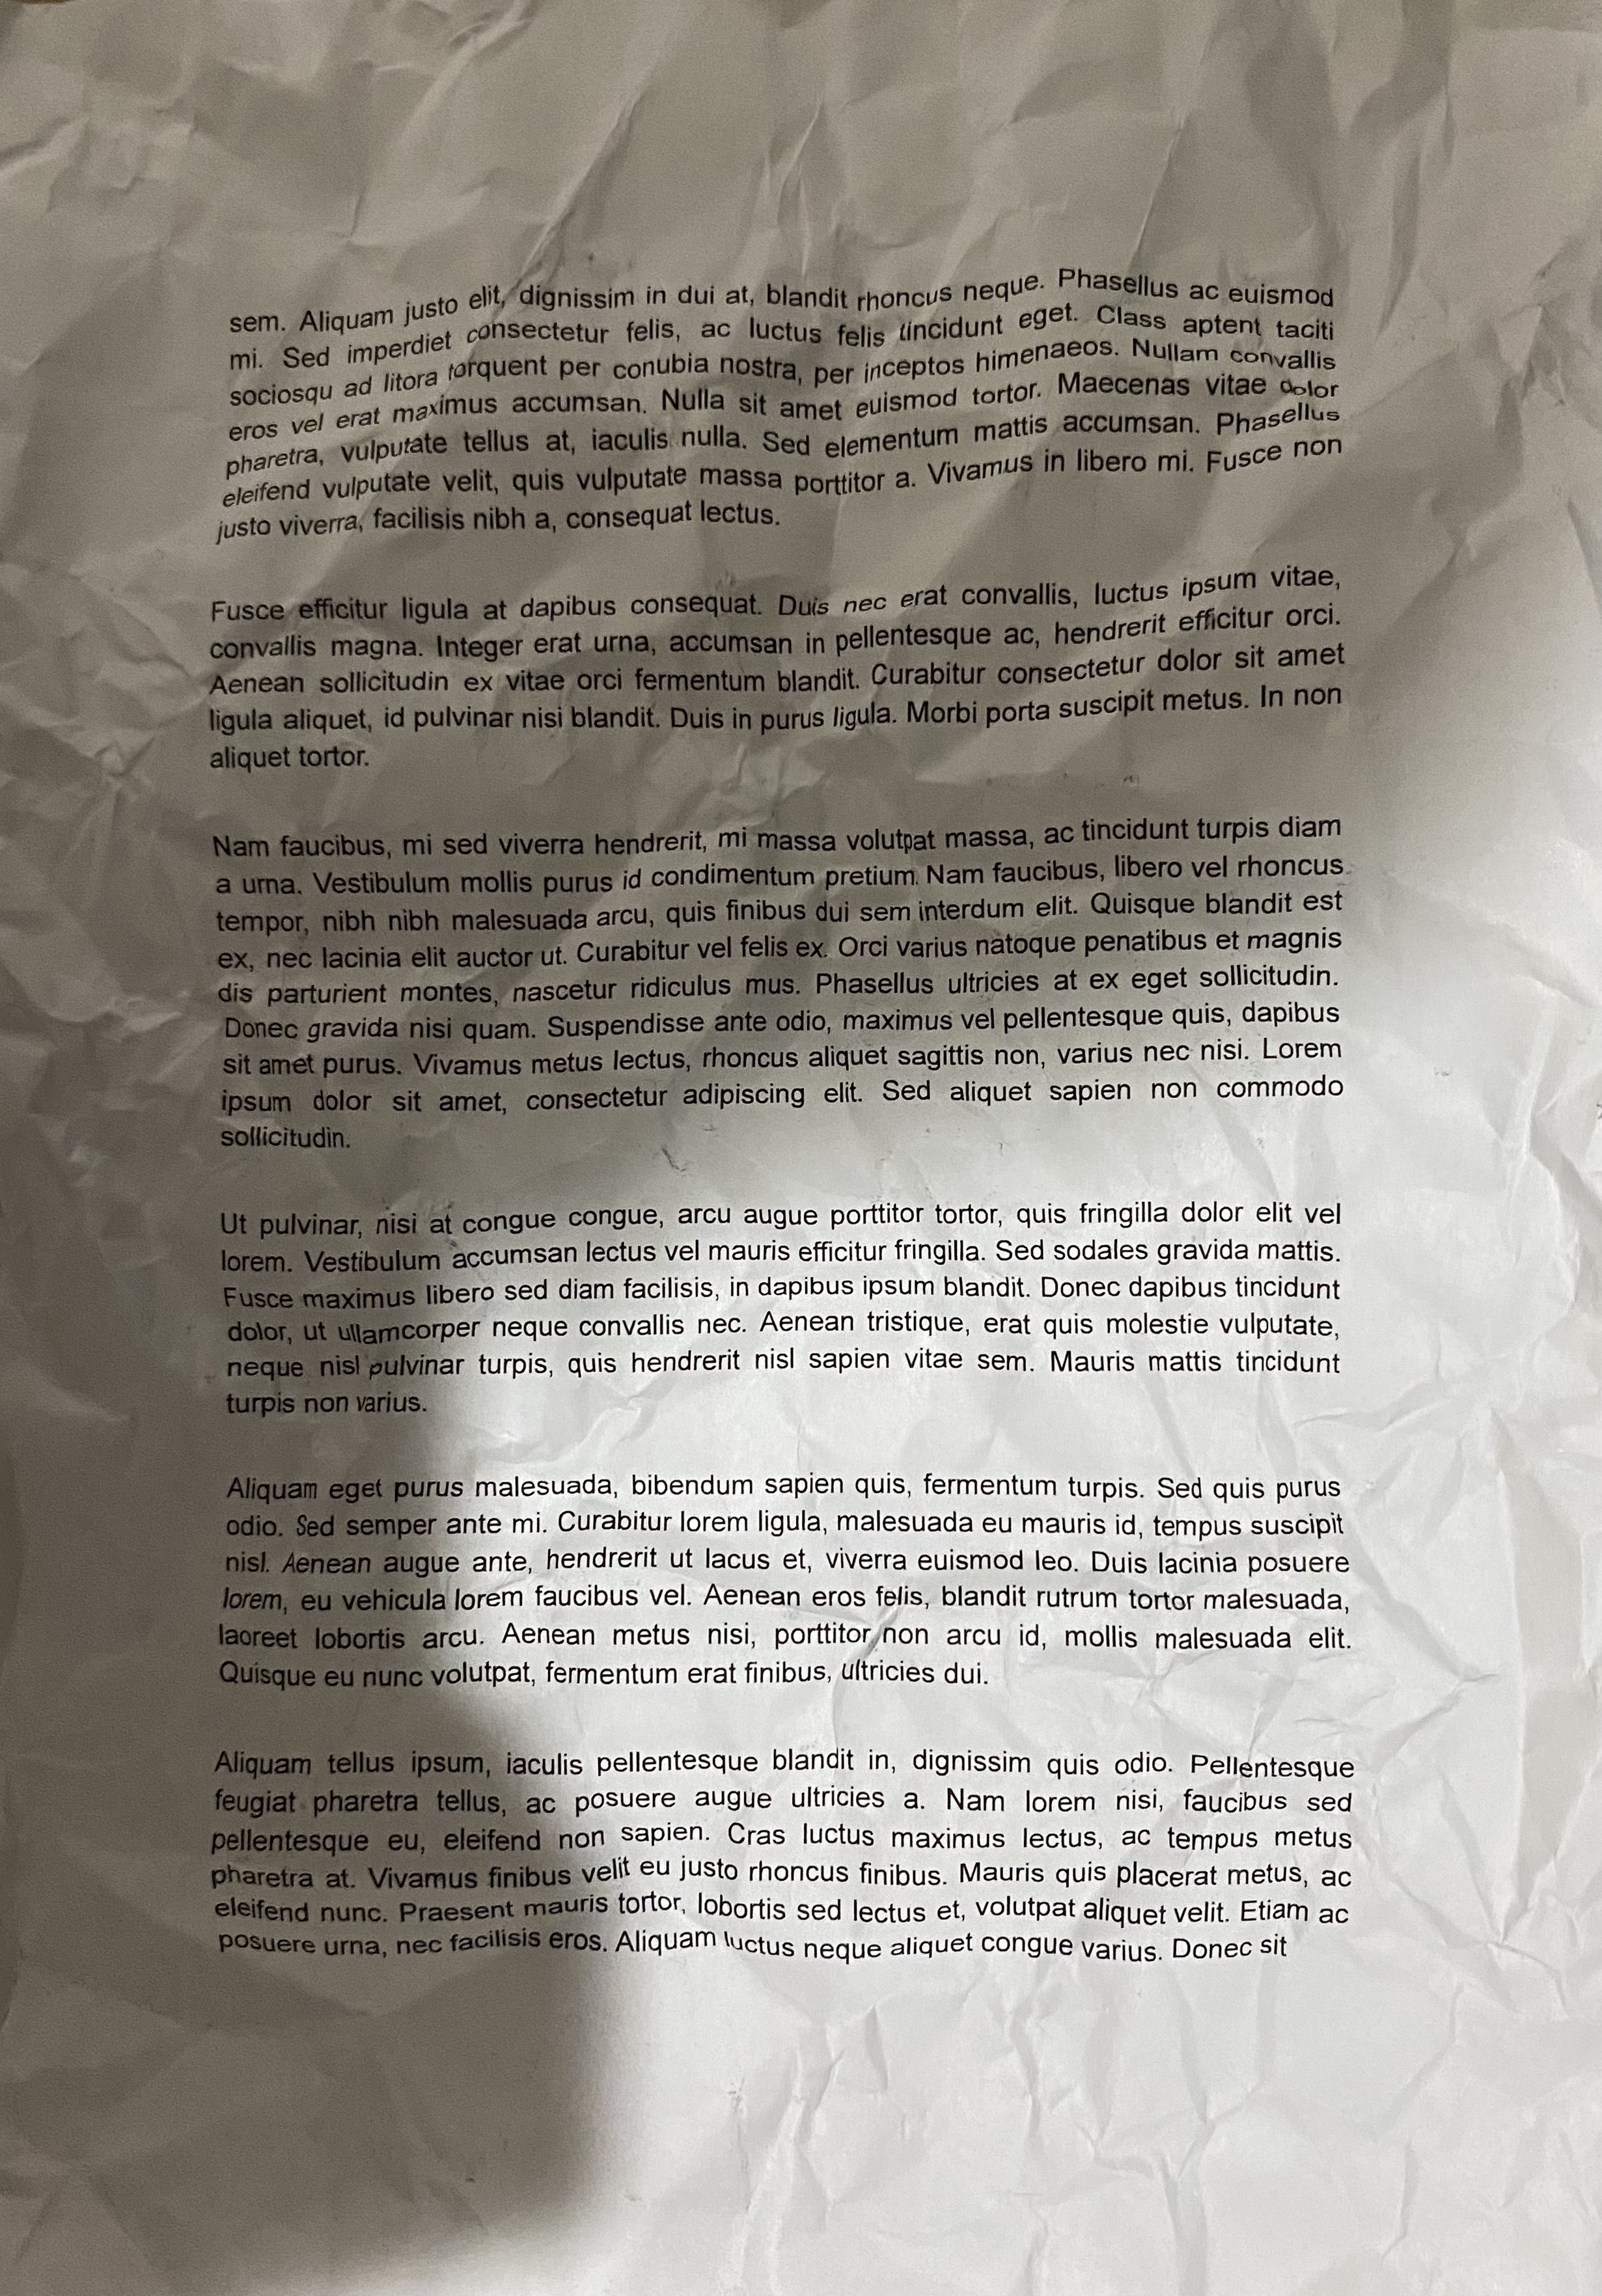 sem. Aliquam justo elit, dignissim in dui at, blandit rhoncus neque. Phasellus ac euismod
mi. Sed imperdiet consectetur felis, ac luctus felis tincidunt eget. Class aptent taciti
sociosqu ad litora torquent per conubia nostra, per inceptos himenaeos. Nullam convallis
eros vel erat maximus accumsan. Nulla sit amet euismod tortor. Maecenas vitae dolor
pharetra, vulputate tellus at, iaculis nulla. Sed elementum mattis accumsan. Phasellus
eleifend vulputate velit, quis vulputate massa porttitor a. Vivamus in libero mi. Fusce non
justo viverra, facilisis nibh a, consequat lectus.

Fusce efficitur ligula at dapibus consequat. Duis nec erat convallis, luctus ipsum vitae,
convallis magna. Integer erat urna, accumsan in pellentesque ac, hendrerit efficitur orci.
Aenean sollicitudin ex vitae orci fermentum blandit. Curabitur consectetur dolor sit amet
ligula aliquet, id pulvinar nisi blandit. Duis in purus ligula. Morbi porta suscipit metus. In non
aliquet tortor.

Nam faucibus, mi sed viverra hendrerit, mi massa volutpat massa, ac tincidunt turpis diam
a urna. Vestibulum mollis purus id condimentum pretium. Nam faucibus, libero vel rhoncus
tempor, nibh nibh malesuada arcu, quis finibus dui sem interdum elit. Quisque blandit est
ex, nec lacinia elit auctor ut. Curabitur vel felis ex. Orci varius natoque penatibus et magnis
dis parturient montes, nascetur ridiculus mus. Phasellus ultricies at ex eget sollicitudin.
Donec gravida nisi quam. Suspendisse ante odio, maximus vel pellentesque quis, dapibus
sit amet purus. Vivamus metus lectus, rhoncus aliquet sagittis non, varius nec nisi. Lorem
ipsum dolor sit amet, consectetur adipiscing elit. Sed aliquet sapien non commodo
sollicitudin.

Ut pulvinar, nisi at congue congue, arcu augue porttitor tortor, quis fringilla dolor elit vel
lorem. Vestibulum accumsan lectus vel mauris efficitur fringilla. Sed sodales gravida mattis.
Fusce maximus libero sed diam facilisis, in dapibus ipsum blandit. Donec dapibus tincidunt
dolor, ut ullamcorper neque convallis nec. Aenean tristique, erat quis molestie vulputate,
neque nisl pulvinar turpis, quis hendrerit nisl sapien vitae sem. Mauris mattis tincidunt
turpis non varius.

Aliquam eget purus malesuada, bibendum sapien quis, fermentum turpis. Sed quis purus
odio. Sed semper ante mi. Curabitur lorem ligula, malesuada eu mauris id, tempus suscipit
nisl. Aenean augue ante, hendrerit ut lacus et, viverra euismod leo. Duis lacinia posuere
lorem, eu vehicula lorem faucibus vel. Aenean eros felis, blandit rutrum tortor malesuada,
laoreet lobortis arcu. Aenean metus nisi, porttitor non arcu id, mollis malesuada elit.
Quisque eu nunc volutpat, fermentum erat finibus, ultricies dui.

Aliquam tellus ipsum, iaculis pellentesque blandit in, dignissim quis odio. Pellentesque
feugiat pharetra tellus, ac posuere augue ultricies a. Nam lorem nisi, faucibus sed
pellentesque eu, eleifend non sapien. Cras luctus maximus lectus, ac tempus metus
pharetra at. Vivamus finibus velit eu justo rhoncus finibus. Mauris quis placerat metus, ac
eleifend nunc. Praesent mauris tortor, lobortis sed lectus et, volutpat aliquet velit. Etiam ac
posuere urna, nec facilisis eros. Aliquam luctus neque aliquet congue varius. Donec sit